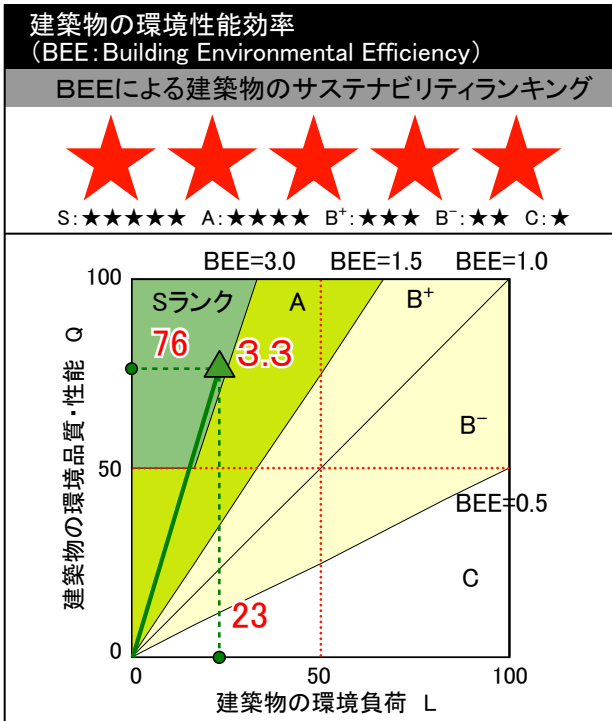 建築物の環境性能効率
（BEE：Building Environmental Efficiency）
BEEによる建築物のサステナビリティランキング
★★★★★
S：★★★★★ A：★★★★ B⁺：★★★ B⁻：★★ C：★
BEE=3.0 BEE=1.5 BEE=1.0
100
Sランク A B⁺
76 3.3
建築物の環境品質・性能 Q
B⁻
50
BEE=0.5
C
23
0
0 50 100
建築物の環境負荷 L